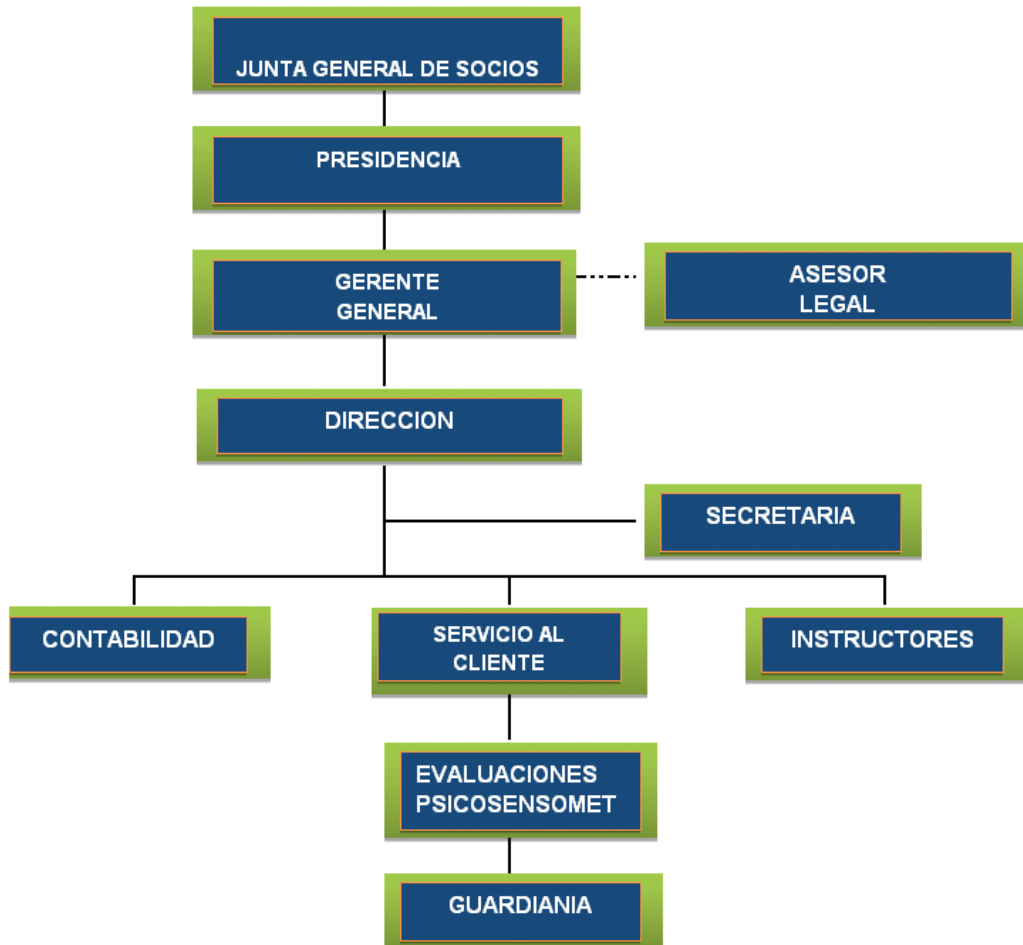 JUNTA GENERAL DE SOCIOS
PRESIDENCIA
GERENTE
GENERAL
ASESOR
LEGAL
DIRECCION
SECRETARIA
CONTABILIDAD
SERVICIO AL
CLIENTE
INSTRUCTORES
EVALUACIONES
PSICOSENSOMET
GUARDIANIA